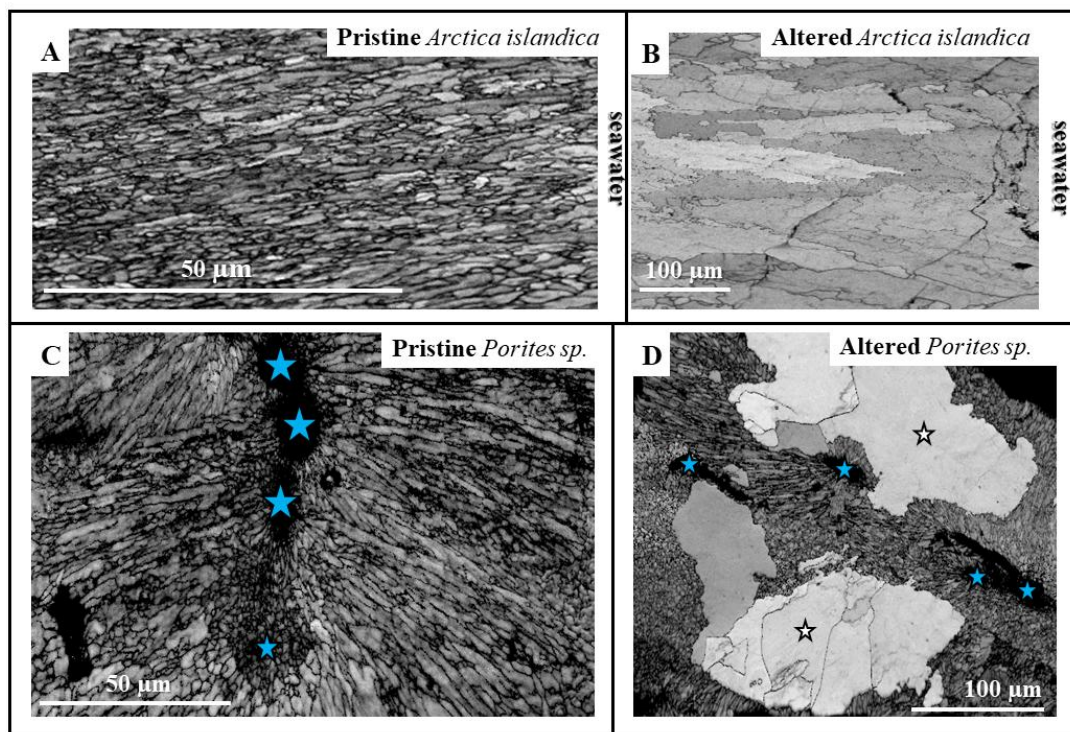 A
Pristine Arctica islandica
50 µm
seawater
B
Altered Arctica islandica
100 µm
seawater
C
Pristine Porites sp.
50 µm
D
Altered Porites sp.
100 µm